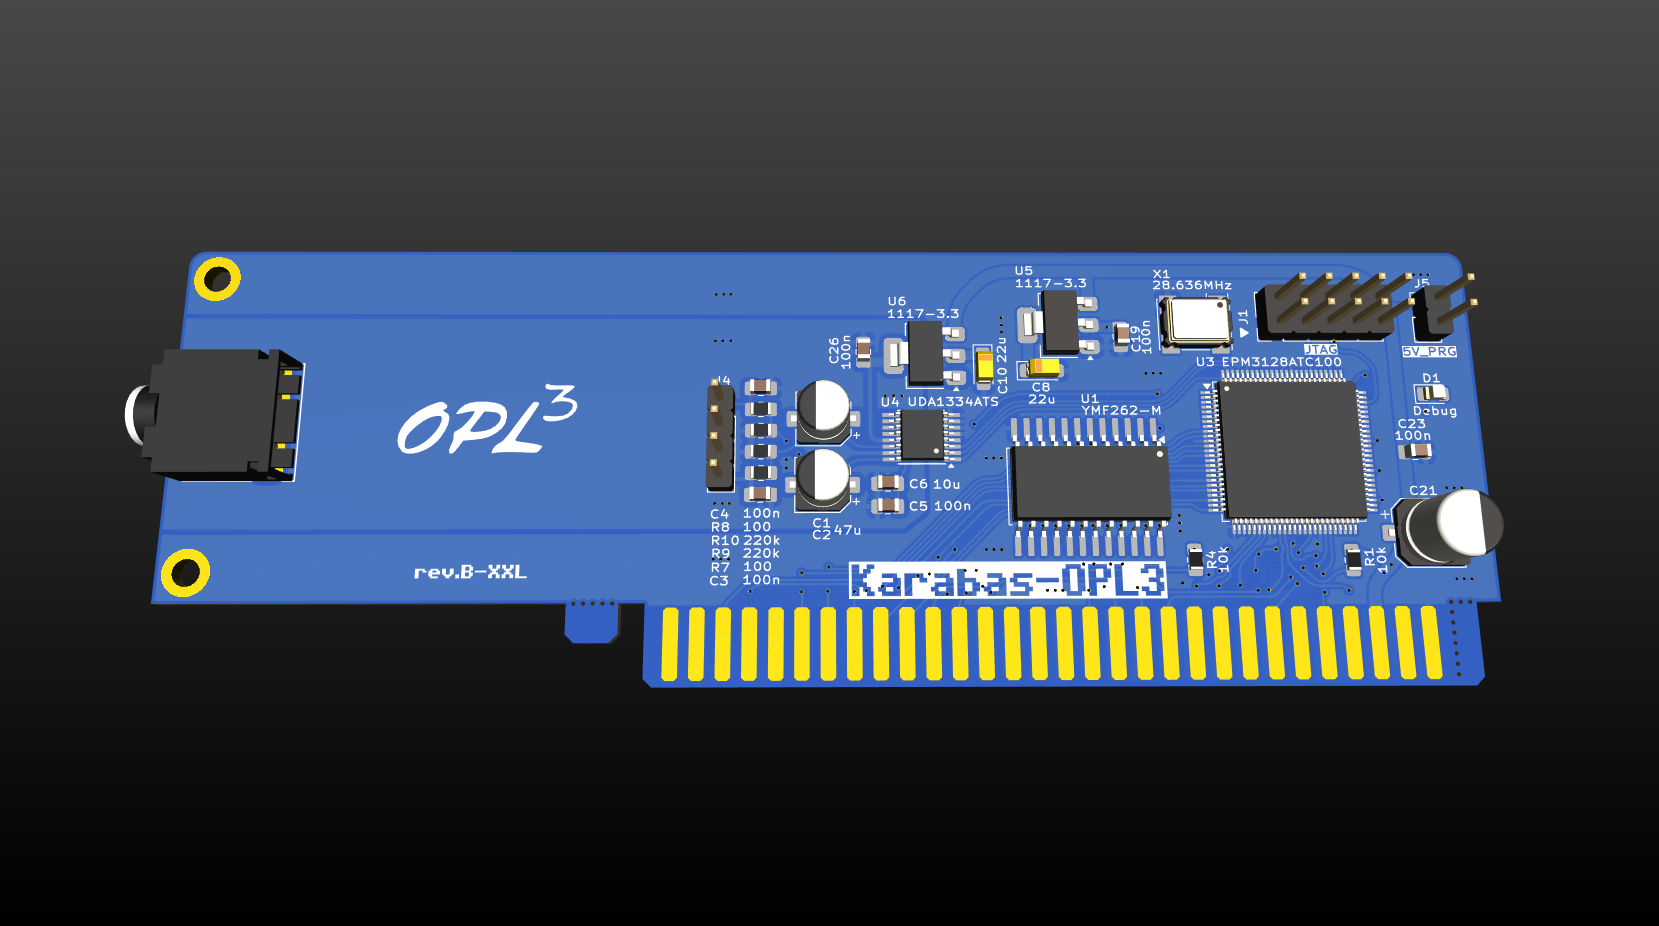 U5
1117-3.3
X1
28.636MHz
J5
U6
1117-3.3
J1
C26
100n
C19
100n
C10 22u
JTAG
5V_PRG
U3 EPM3128ATC100
J4
C8
22u
D1
Debug
U4 UDA1334ATS
U1
YMF262-M
OPL3
C23
100n
C6 10u
C5 100n
C21
C4 100n
R8 100
R10 220k
R9 220k
R7 100
C3 100n
C1
C2 47u
R4
10k
R1
10k
rev.B-XXL
Karabas-OPL3